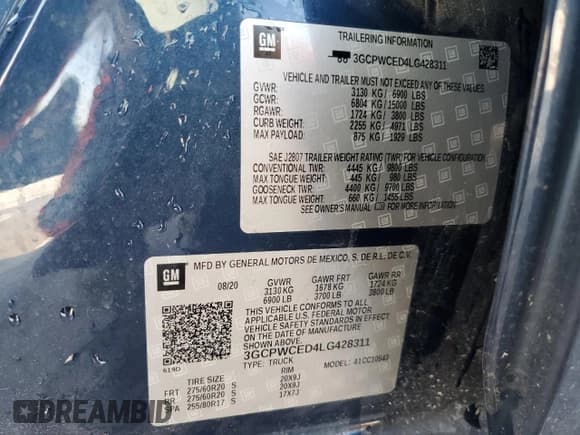 GM
TRAILERING INFORMATION
3GCPWCED4LG428311
VEHICLE AND TRAILER MUST NOT EXCEED ANY OF THESE VALUES
GVWR: 3130 KG / 6900 LBS
GCWR: 6804 KG / 15000 LBS
RGAWR: 1724 KG / 3800 LBS
CURB WEIGHT: 2255 KG / 4971 LBS
MAX PAYLOAD: 875 KG / 1929 LBS
SAE J2807 TRAILER WEIGHT RATING (TWR) FOR VEHICLE CONFIGURATION
CONVENTIONAL TWR: 4445 KG / 9800 LBS
MAX TONGUE WEIGHT: 445 KG / 980 LBS
GOOSENECK TWR: 4400 KG / 9700 LBS
MAX TONGUE WEIGHT: 660 KG / 1455 LBS
SEE OWNER'S MANUAL FOR MORE INFORMATION
GM
MFD BY GENERAL MOTORS DE MEXICO, S. DE R.L. DE C.V.
08/20 GVWR GAWR FRT GAWR RR
3130 KG 1678 KG 1724 KG
6900 LB 3700 LB 3800 LB
THIS VEHICLE CONFORMS TO ALL APPLICABLE
U.S. FEDERAL MOTOR VEHICLE SAFETY
STANDARDS IN EFFECT ON THE DATE OF
MANUFACTURE SHOWN ABOVE.
3GCPWCED4LG428311
619D TYPE: TRUCK MODEL:
TIRE SIZE RIM
FRT 275/60R20 S 20X9J
RR 275/60R20 S 20X9J
SPA 255/80R17 S 17X7J
DREAMBID